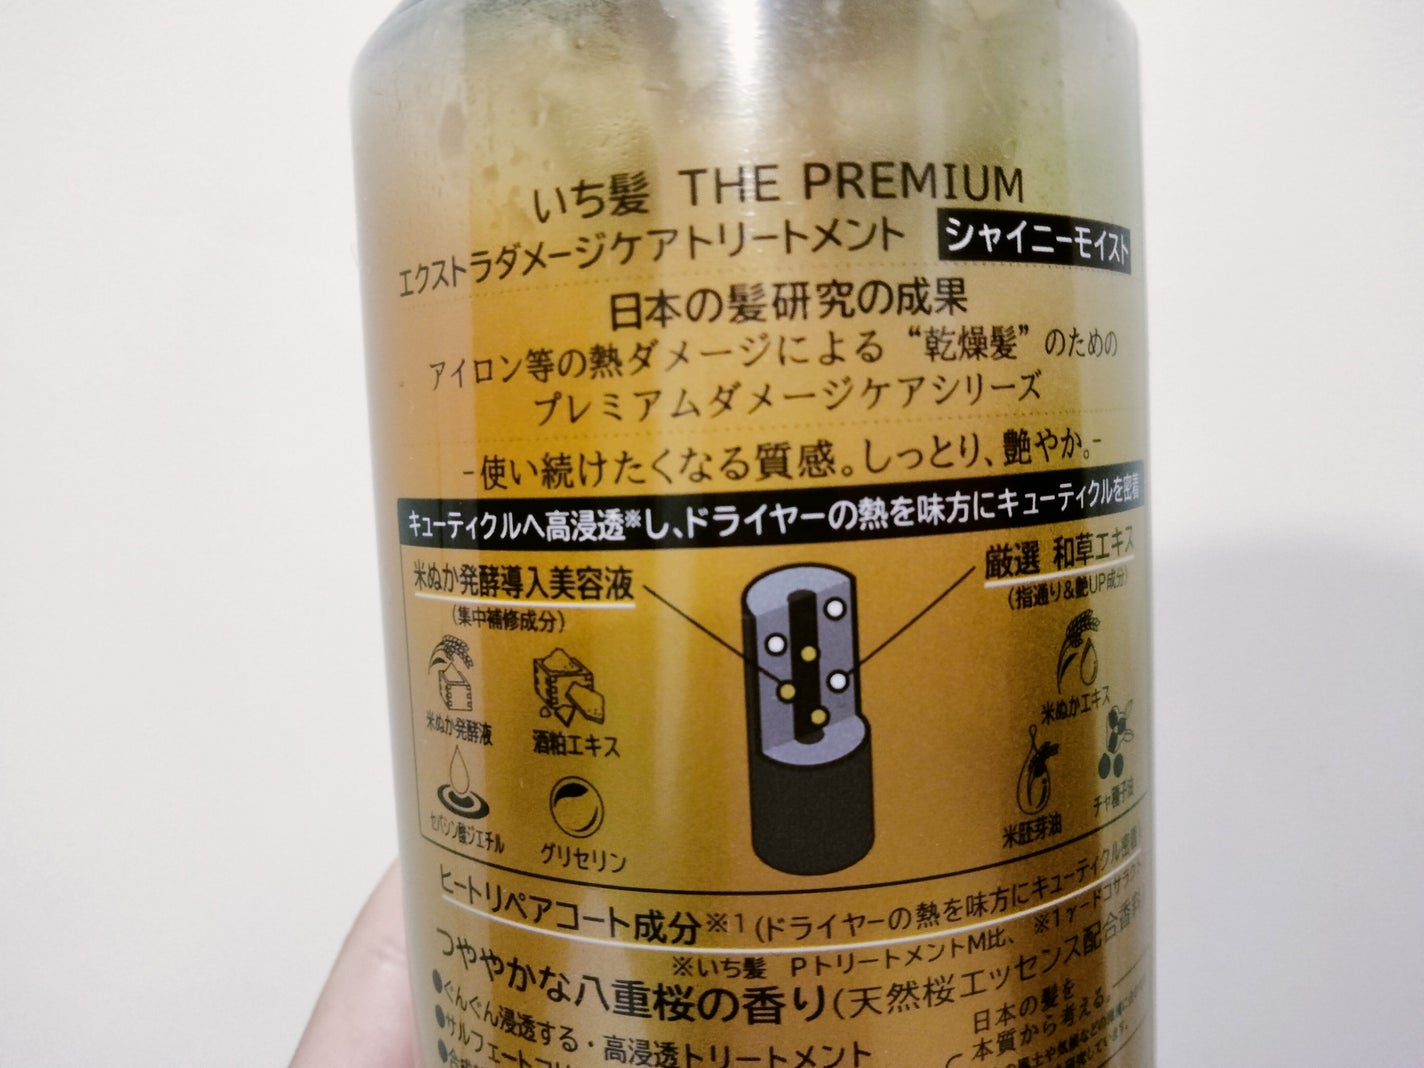 いち髪 THE PREMIUM
エクストラダメージケアトリートメント シャイニーモイスト
日本の髪研究の成果
アイロン等の熱ダメージによる“乾燥髪”のための
プレミアムダメージケアシリーズ
-使い続けたくなる質感。しっとり、艶やか。-
キューティクルへ高浸透※し、ドライヤーの熱を味方にキューティクルを密着
米ぬか発酵導入美容液
(集中補修成分)
米ぬか発酵液
酒粕エキス
セバシン酸ジエチル
グリセリン
厳選 和草エキス
(指通り&艶UP成分)
米ぬかエキス
米胚芽油
チャ種子油
ヒートリペアコート成分※1(ドライヤーの熱を味方にキューティクル密着)
※いち髪 PトリートメントM比、※1 γ-ドコサラクト
つややかな八重桜の香り(天然桜エッセンス配合香料
●ぐんぐん浸透する・高浸透トリートメント
●サルフェート
日本の髪を
本質から考える。